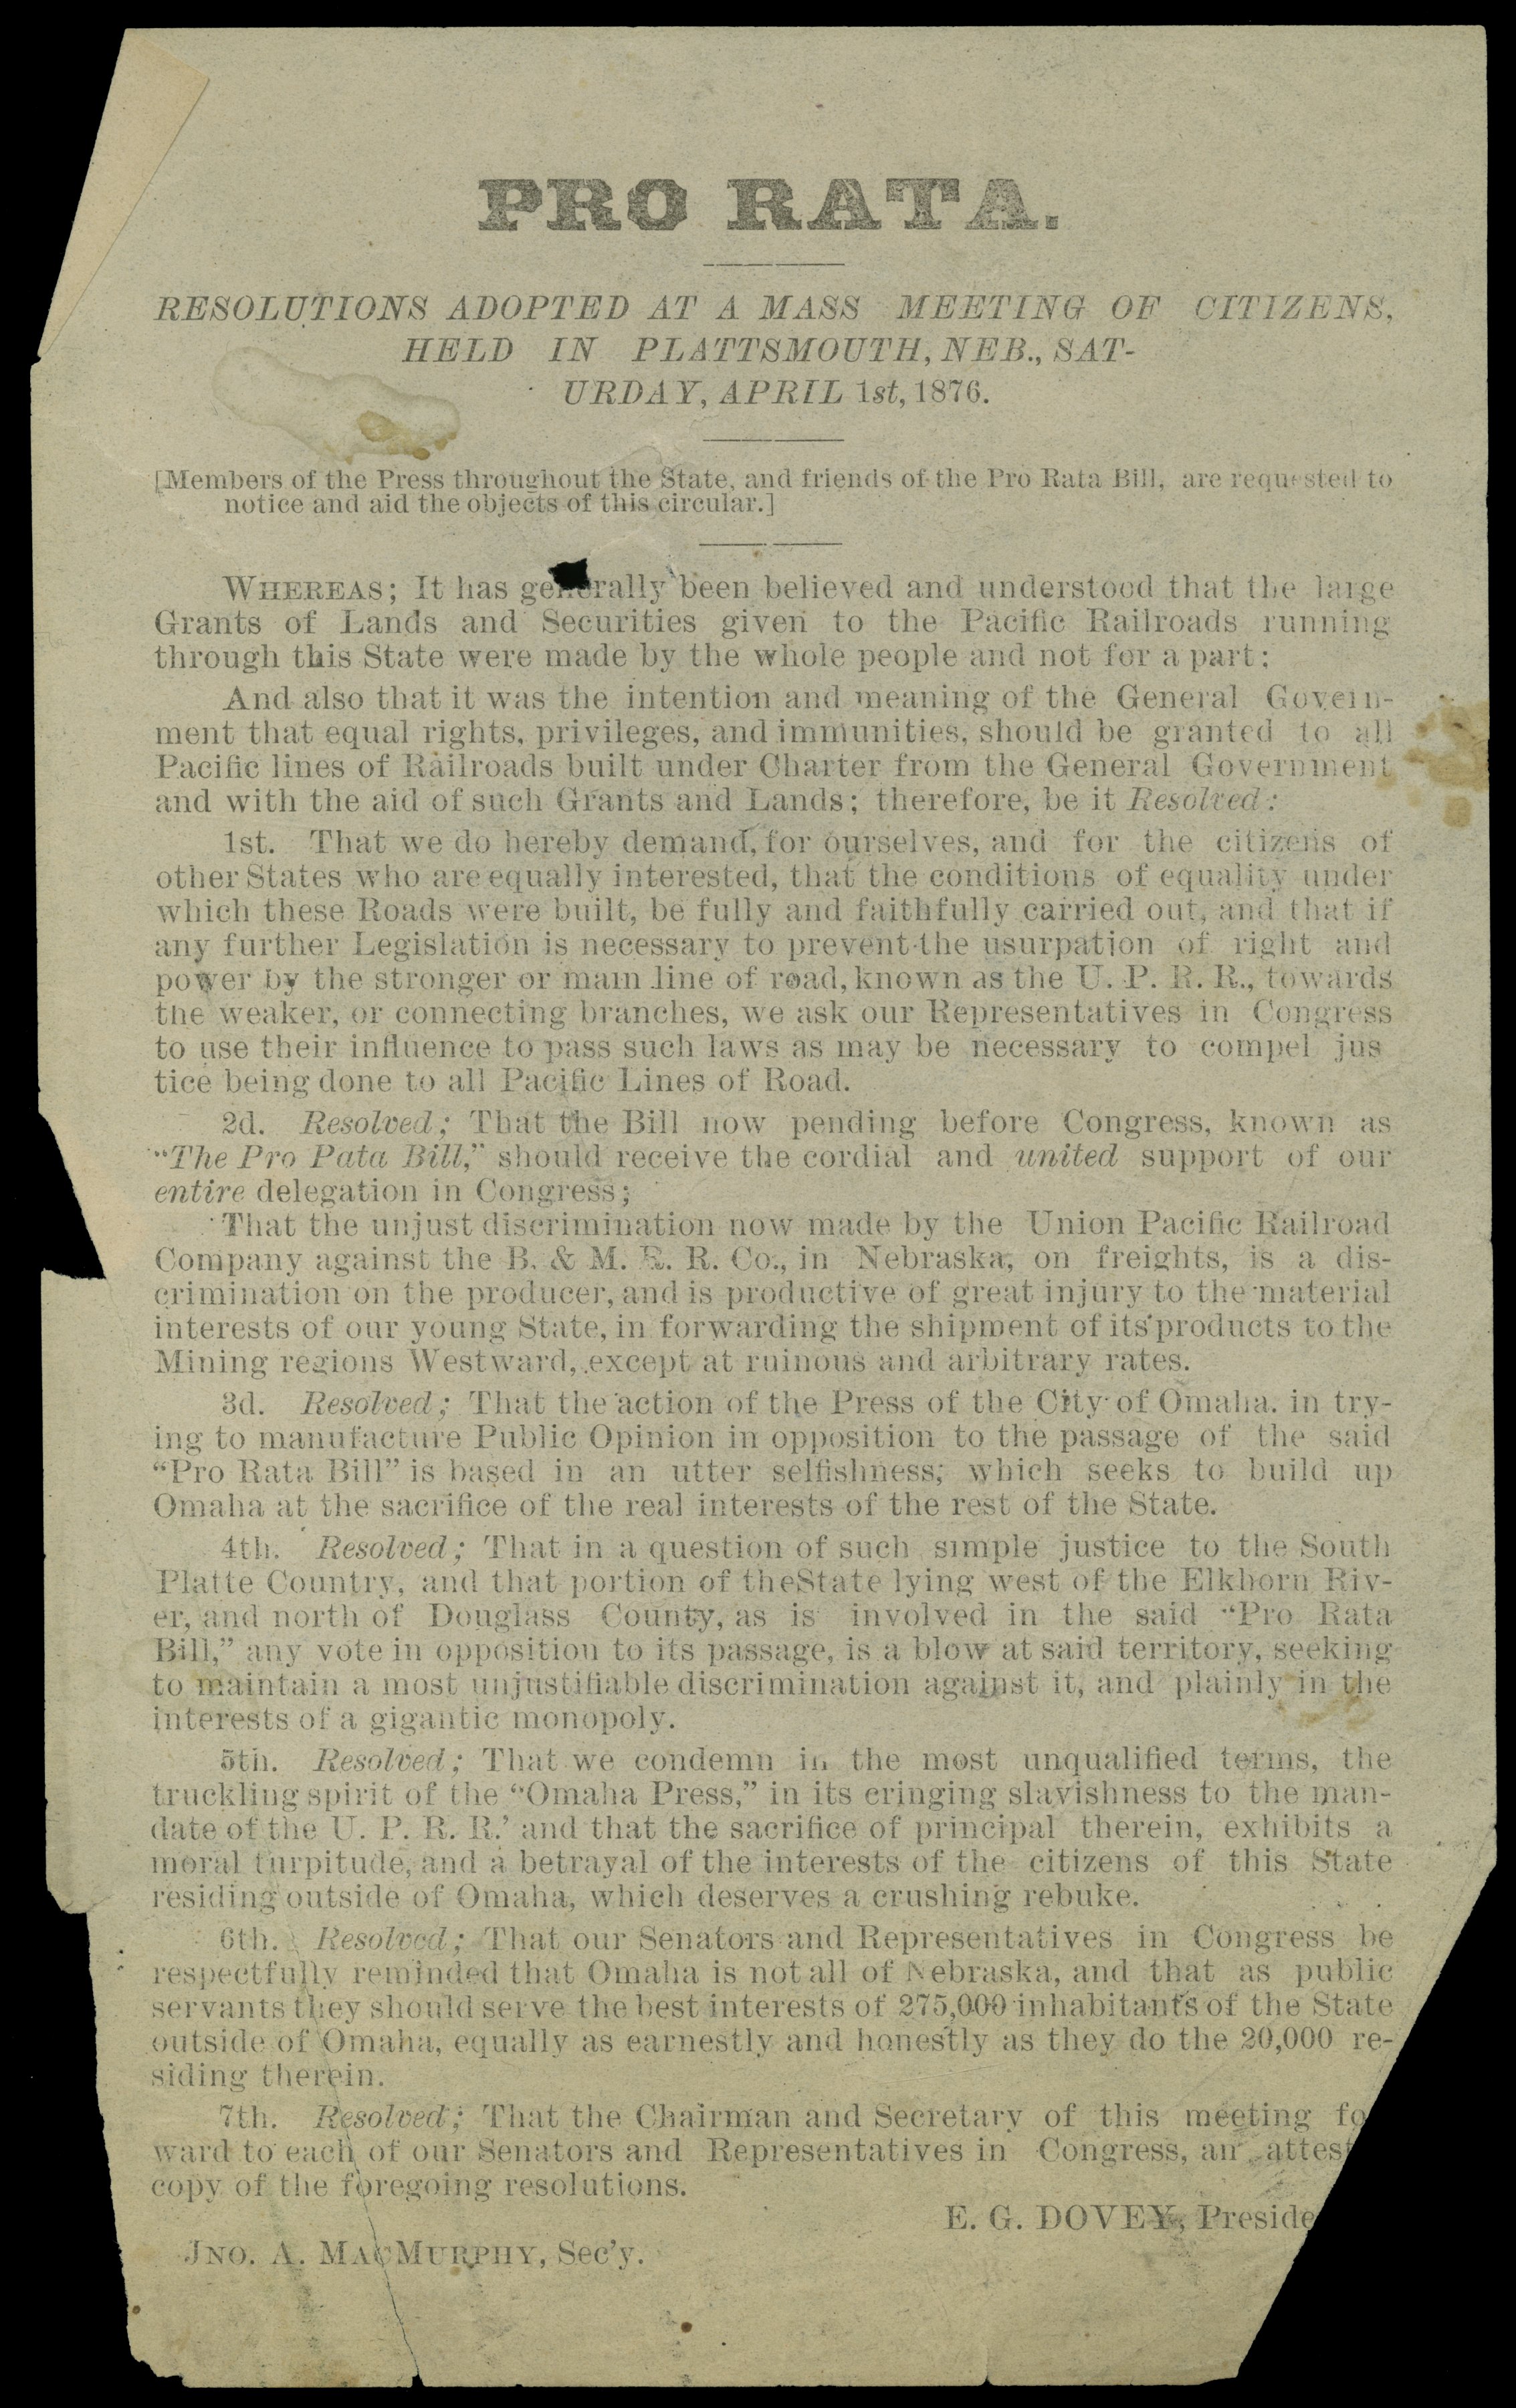 PRO RATA.
RESOLUTIONS ADOPTED AT A MASS MEETING OF CITIZENS,
HELD IN PLATTSMOUTH, NEB., SAT-
URDAY, APRIL 1st, 1876.
[Members of the Press throughout the State, and friends of the Pro Rata Bill, are requested to
notice and aid the objects of this circular.]
WHEREAS; It has generally been believed and understood that the large
Grants of Lands and Securities given to the Pacific Railroads running
through this State were made by the whole people and not for a part;
And also that it was the intention and meaning of the General Govern-
ment that equal rights, privileges, and immunities, should be granted to all
Pacific lines of Railroads built under Charter from the General Government
and with the aid of such Grants and Lands; therefore, be it Resolved:
1st. That we do hereby demand, for ourselves, and for the citizens of
other States who are equally interested, that the conditions of equality under
which these Roads were built, be fully and faithfully carried out, and that if
any further Legislation is necessary to prevent the usurpation of right and
power by the stronger or main line of road, known as the U. P. R. R., towards
the weaker, or connecting branches, we ask our Representatives in Congress
to use their influence to pass such laws as may be necessary to compel jus
tice being done to all Pacific Lines of Road.
2d. Resolved; That the Bill now pending before Congress, known as
"The Pro Pata Bill," should receive the cordial and united support of our
entire delegation in Congress;
That the unjust discrimination now made by the Union Pacific Railroad
Company against the B. & M. R. R. Co., in Nebraska, on freights, is a dis-
crimination on the producer, and is productive of great injury to the material
interests of our young State, in forwarding the shipment of its products to the
Mining regions Westward, except at ruinous and arbitrary rates.
3d. Resolved; That the action of the Press of the City of Omaha. in try-
ing to manufacture Public Opinion in opposition to the passage of the said
"Pro Rata Bill" is based in an utter selfishness; which seeks to build up
Omaha at the sacrifice of the real interests of the rest of the State.
4th. Resolved; That in a question of such simple justice to the South
Platte Country, and that portion of theState lying west of the Elkhorn Riv-
er, and north of Douglass County, as is involved in the said "Pro Rata
Bill," any vote in opposition to its passage, is a blow at said territory, seeking
to maintain a most unjustifiable discrimination against it, and plainly in the
interests of a gigantic monopoly.
5th. Resolved; That we condemn in the most unqualified terms, the
truckling spirit of the "Omaha Press," in its cringing slavishness to the man-
date of the U. P. R. R.' and that the sacrifice of principal therein, exhibits a
moral turpitude, and a betrayal of the interests of the citizens of this State
residing outside of Omaha, which deserves a crushing rebuke.
6th. Resolved; That our Senators and Representatives in Congress be
respectfully reminded that Omaha is not all of Nebraska, and that as public
servants they should serve the best interests of 275,000 inhabitants of the State
outside of Omaha, equally as earnestly and honestly as they do the 20,000 re-
siding therein.
7th. Resolved; That the Chairman and Secretary of this meeting fo
ward to each of our Senators and Representatives in Congress, an attest
copy of the foregoing resolutions.
E. G. DOVEY, Preside
JNO. A. MACMURPHY, Sec'y.